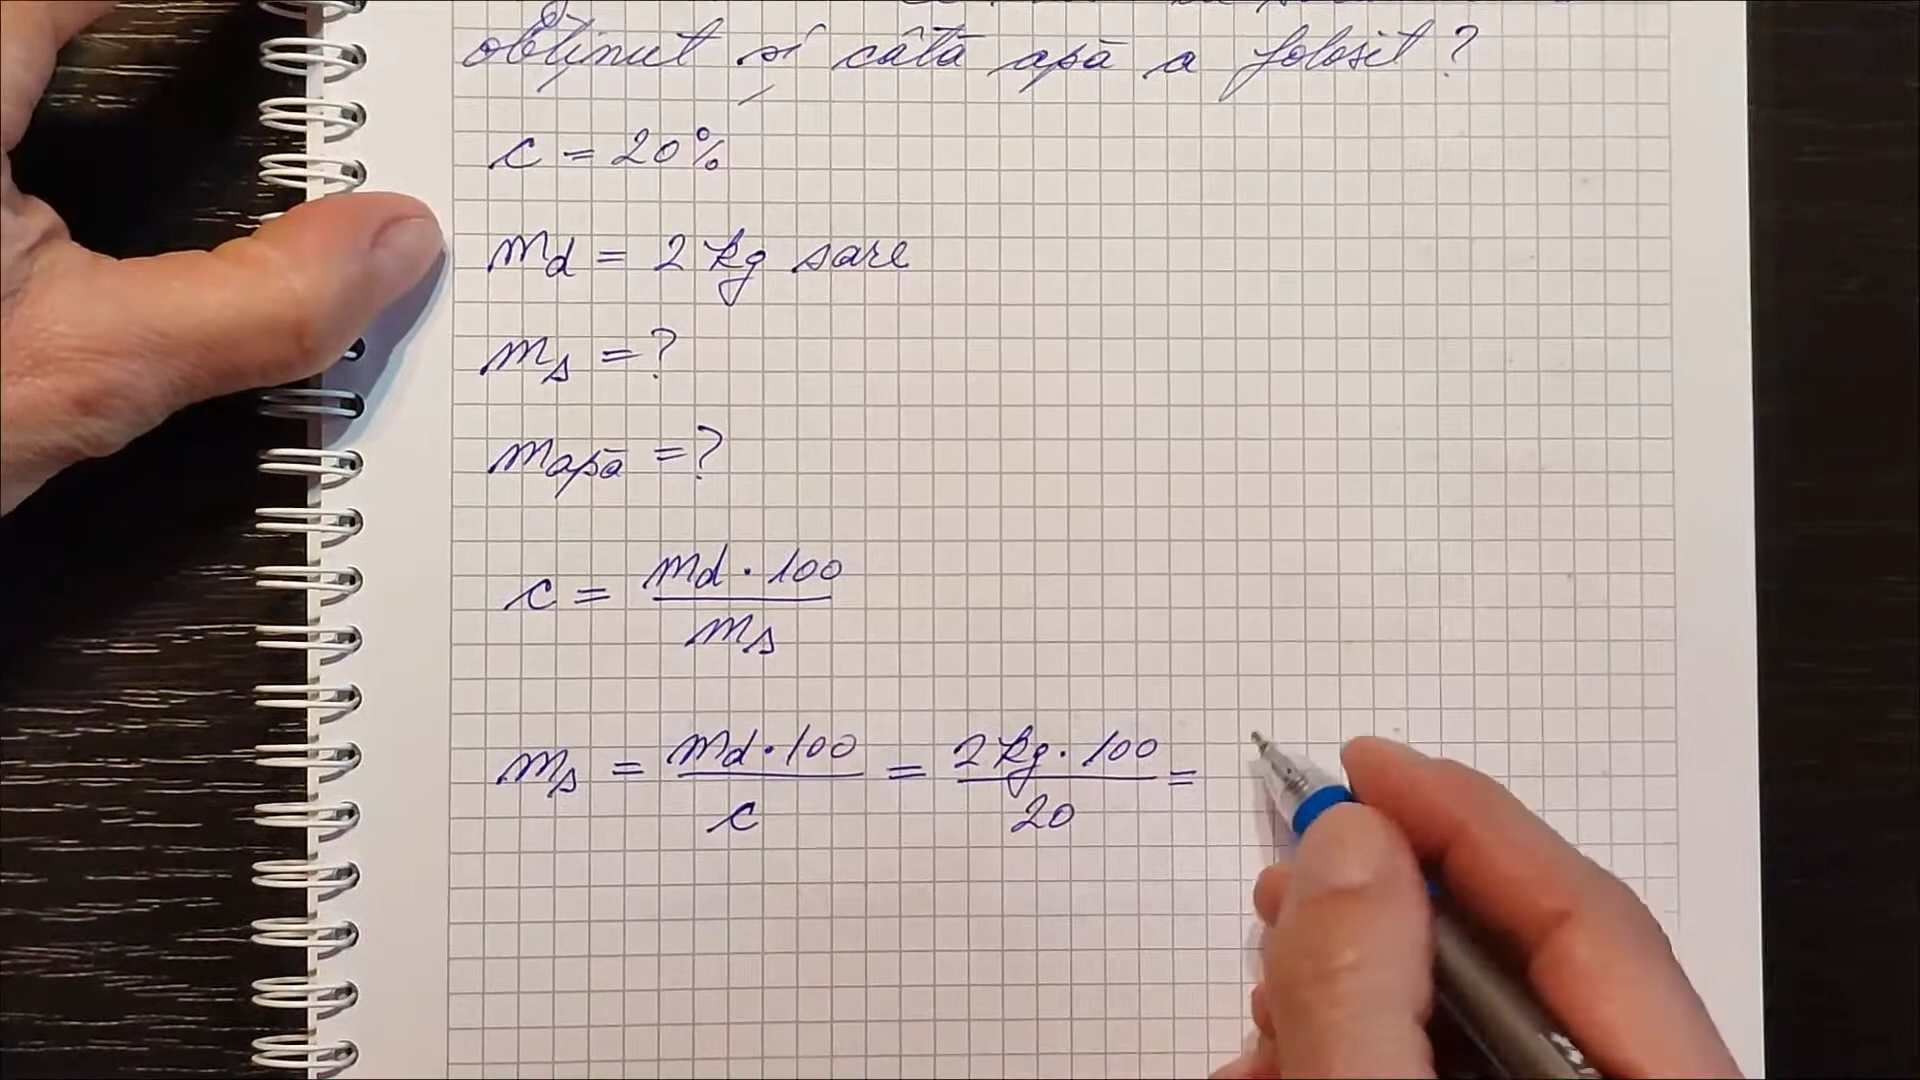 obținut și câtă apă a folosit?
c = 20%
md = 2 kg sare
ms = ?
mapă = ?
c = md · 100 / ms
ms = md · 100 / c = 2 kg · 100 / 20 =